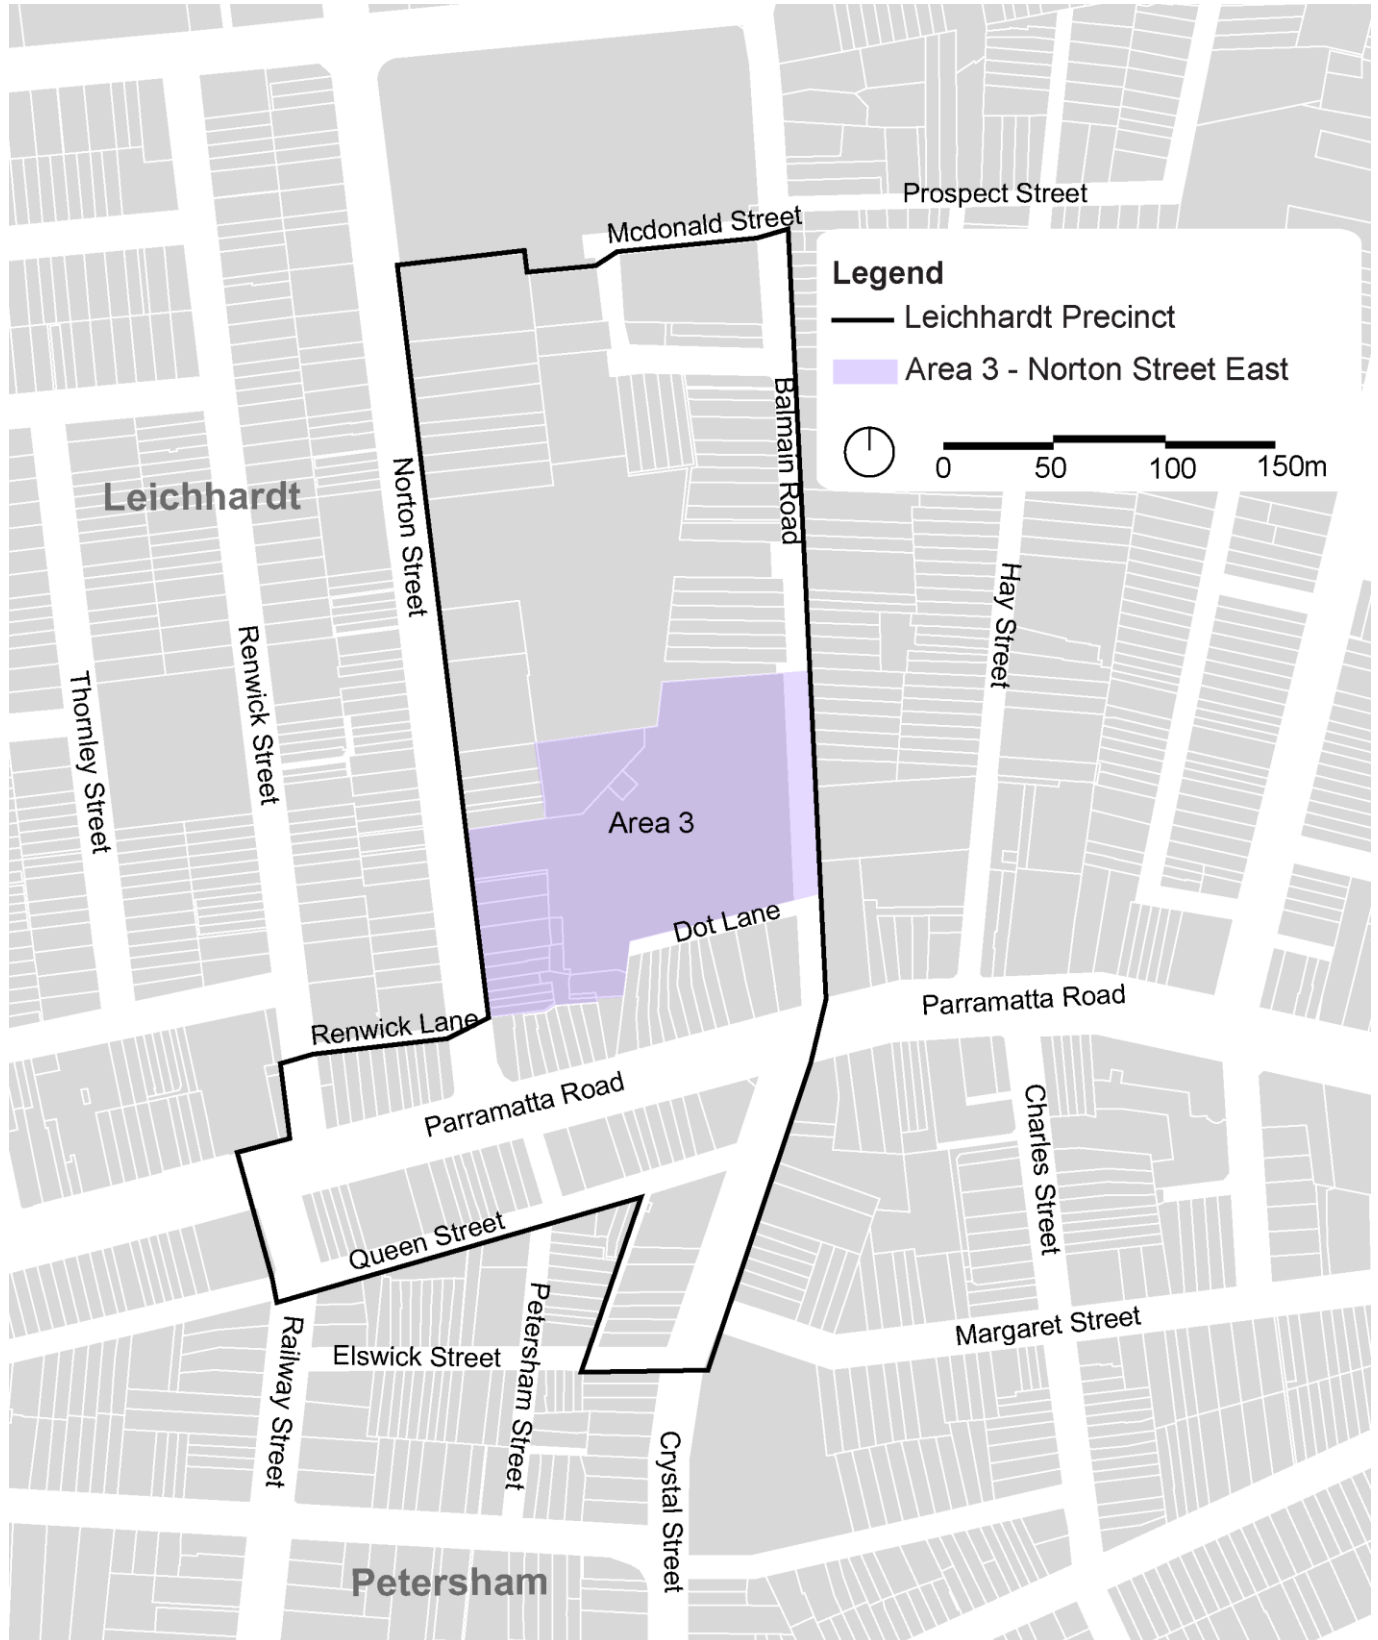 Prospect Street
Mcdonald Street
Legend
Leichhardt Precinct
Area 3 - Norton Street East
0 50 100 150m
Balmain Road
Norton Street
Leichhardt
Hay Street
Renwick Street
Thornley Street
Area 3
Dot Lane
Parramatta Road
Renwick Lane
Parramatta Road
Charles Street
Queen Street
Petersham Street
Margaret Street
Railway Street
Elswick Street
Crystal Street
Petersham